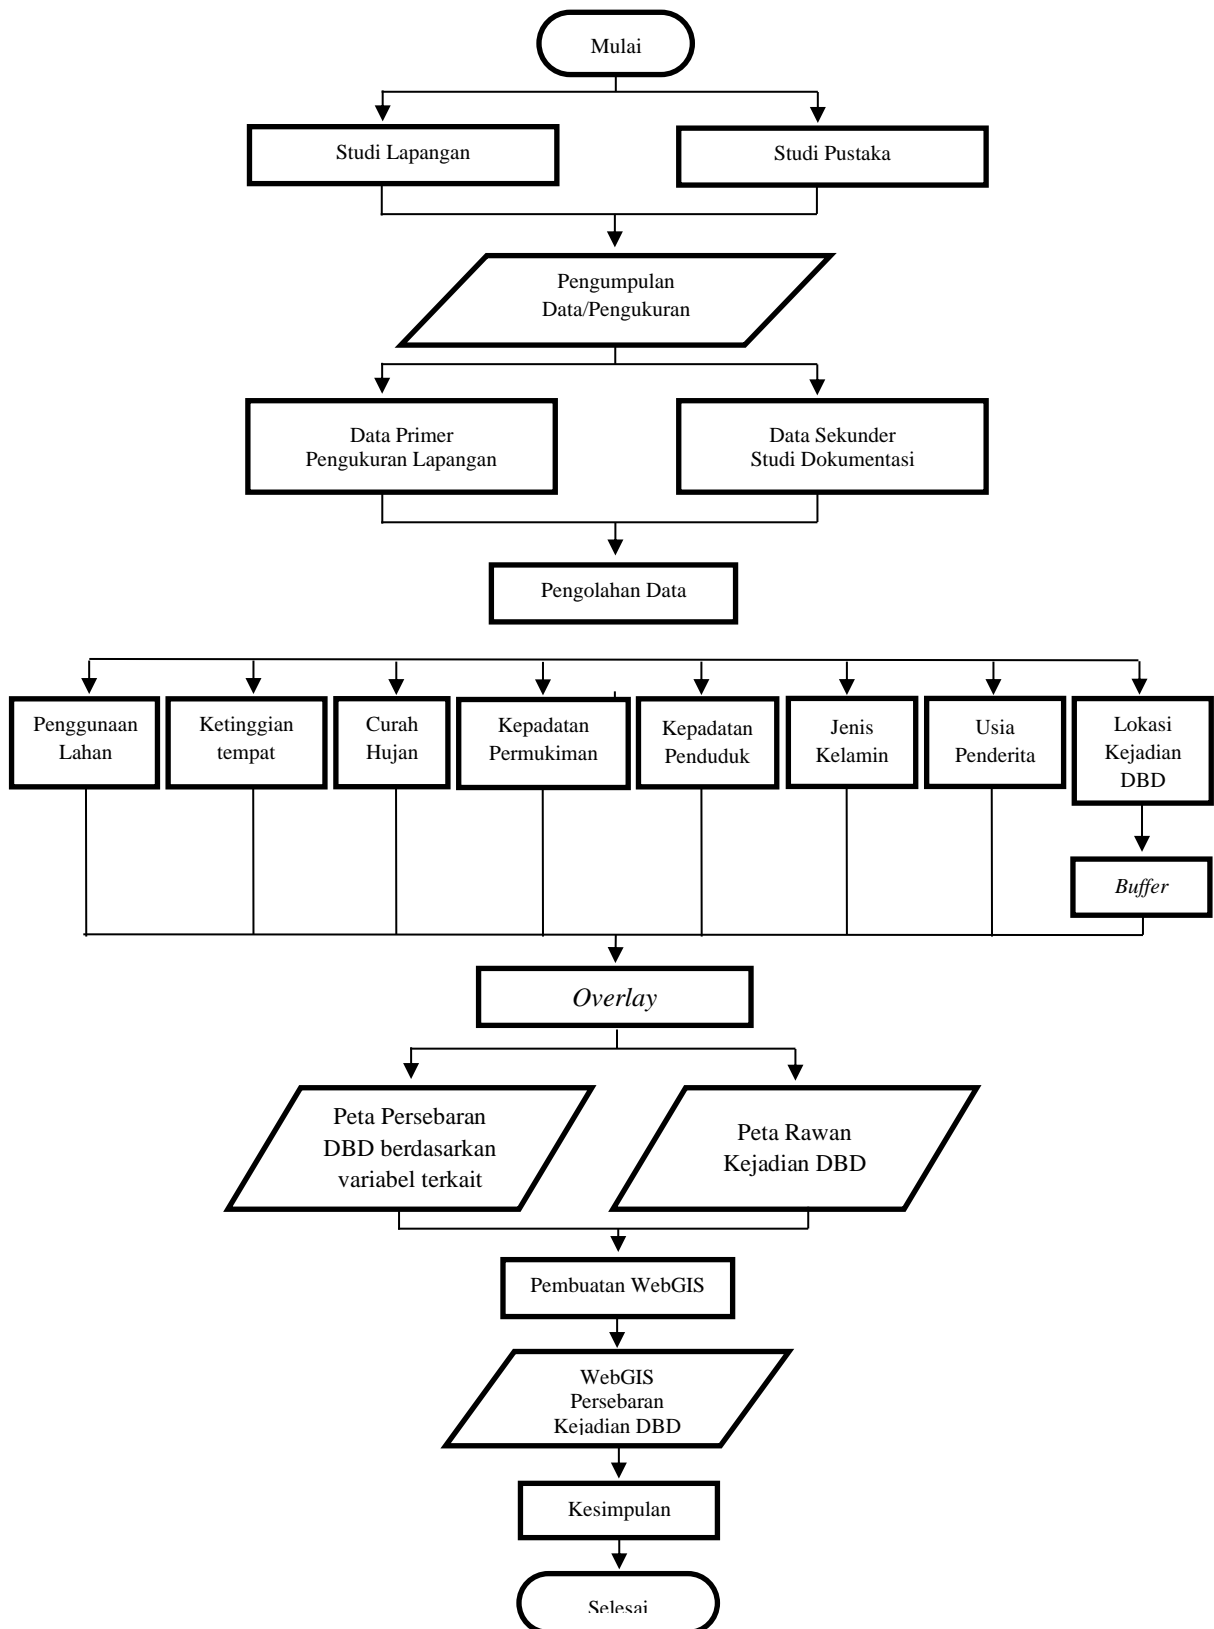 Mulai
Studi Lapangan
Studi Pustaka
Pengumpulan
Data/Pengukuran
Data Primer
Pengukuran Lapangan
Data Sekunder
Studi Dokumentasi
Pengolahan Data
Penggunaan
Lahan
Ketinggian
tempat
Curah
Hujan
Kepadatan
Permukiman
Kepadatan
Penduduk
Jenis
Kelamin
Usia
Penderita
Lokasi
Kejadian
DBD
Buffer
Overlay
Peta Persebaran
DBD berdasarkan
variabel terkait
Peta Rawan
Kejadian DBD
Pembuatan WebGIS
WebGIS
Persebaran
Kejadian DBD
Kesimpulan
Selesai